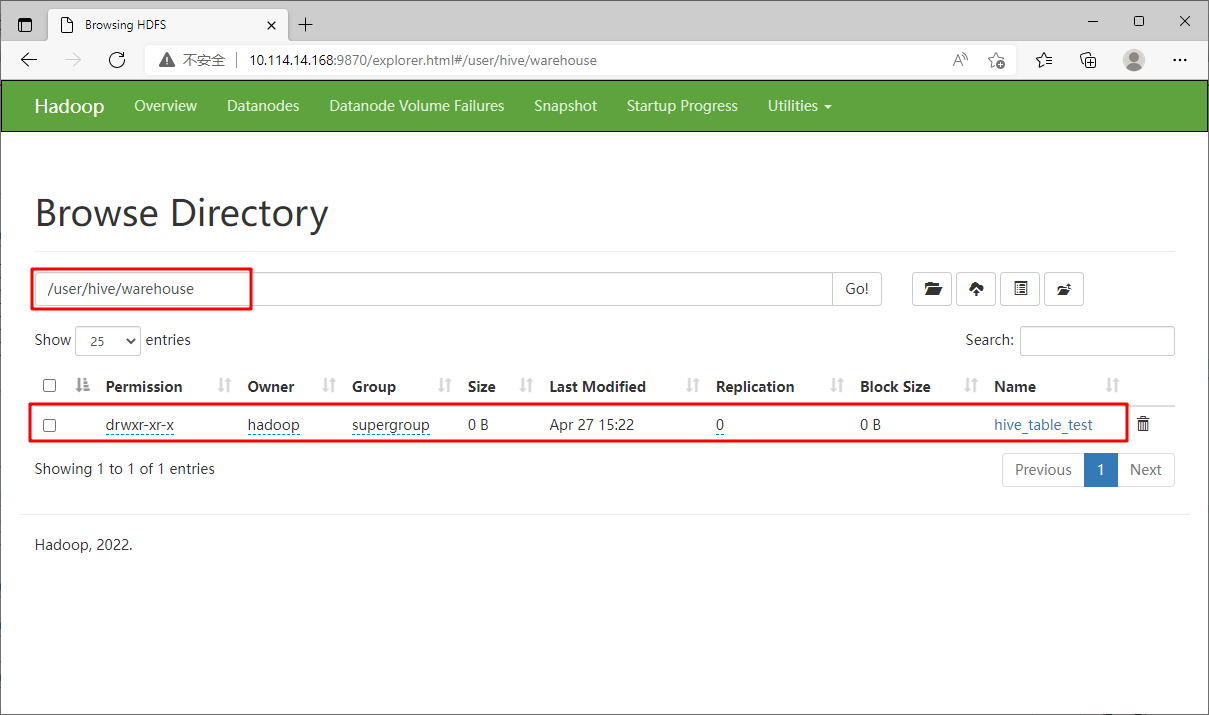 Browsing HDFS
不安全 10.114.14.168:9870/explorer.html#/user/hive/warehouse
Hadoop Overview Datanodes Datanode Volume Failures Snapshot Startup Progress Utilities
Browse Directory
/user/hive/warehouse Go!
Show 25 entries Search:
Permission Owner Group Size Last Modified Replication Block Size Name
drwxr-xr-x hadoop supergroup 0 B Apr 27 15:22 0 0 B hive_table_test
Showing 1 to 1 of 1 entries Previous 1 Next
Hadoop, 2022.